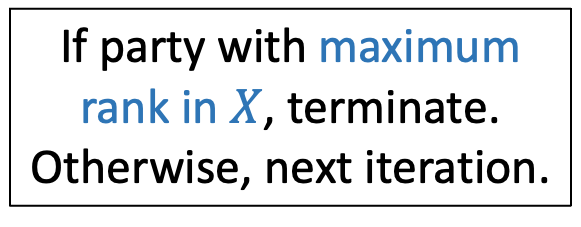 If party with maximum
rank in X, terminate.
Otherwise, next iteration.